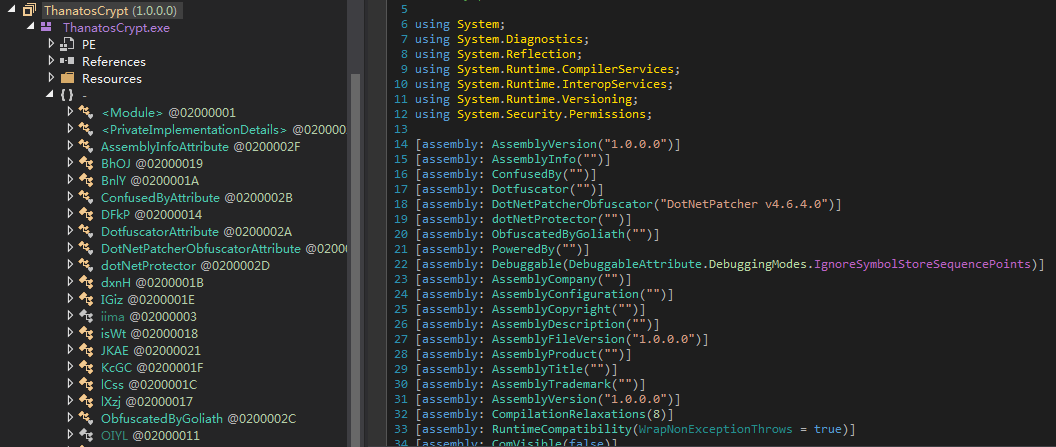 ThanatosCrypt (1.0.0.0)
ThanatosCrypt.exe
PE
References
Resources
{ } -
<Module> @02000001
<PrivateImplementationDetails> @020000
AssemblyInfoAttribute @0200002F
BhOJ @02000019
BnlY @0200001A
ConfusedByAttribute @0200002B
DFkP @02000014
DotfuscatorAttribute @0200002A
DotNetPatcherObfuscatorAttribute @020000
dotNetProtector @0200002D
dxnH @0200001B
IGiz @0200001E
iima @02000003
isWt @02000018
JKAE @02000021
KcGC @0200001F
lCss @0200001C
lXzj @02000017
ObfuscatedByGoliath @0200002C
OIYL @02000011
5
6 using System;
7 using System.Diagnostics;
8 using System.Reflection;
9 using System.Runtime.CompilerServices;
10 using System.Runtime.InteropServices;
11 using System.Runtime.Versioning;
12 using System.Security.Permissions;
13
14 [assembly: AssemblyVersion("1.0.0.0")]
15 [assembly: AssemblyInfo("")]
16 [assembly: ConfusedBy("")]
17 [assembly: Dotfuscator("")]
18 [assembly: DotNetPatcherObfuscator("DotNetPatcher v4.6.4.0")]
19 [assembly: dotNetProtector("")]
20 [assembly: ObfuscatedByGoliath("")]
21 [assembly: PoweredBy("")]
22 [assembly: Debuggable(DebuggableAttribute.DebuggingModes.IgnoreSymbolStoreSequencePoints)]
23 [assembly: AssemblyCompany("")]
24 [assembly: AssemblyConfiguration("")]
25 [assembly: AssemblyCopyright("")]
26 [assembly: AssemblyDescription("")]
27 [assembly: AssemblyFileVersion("1.0.0.0")]
28 [assembly: AssemblyProduct("")]
29 [assembly: AssemblyTitle("")]
30 [assembly: AssemblyTrademark("")]
31 [assembly: AssemblyVersion("1.0.0.0")]
32 [assembly: CompilationRelaxations(8)]
33 [assembly: RuntimeCompatibility(WrapNonExceptionThrows = true)]
34 [assembly: ComVisible(false)]